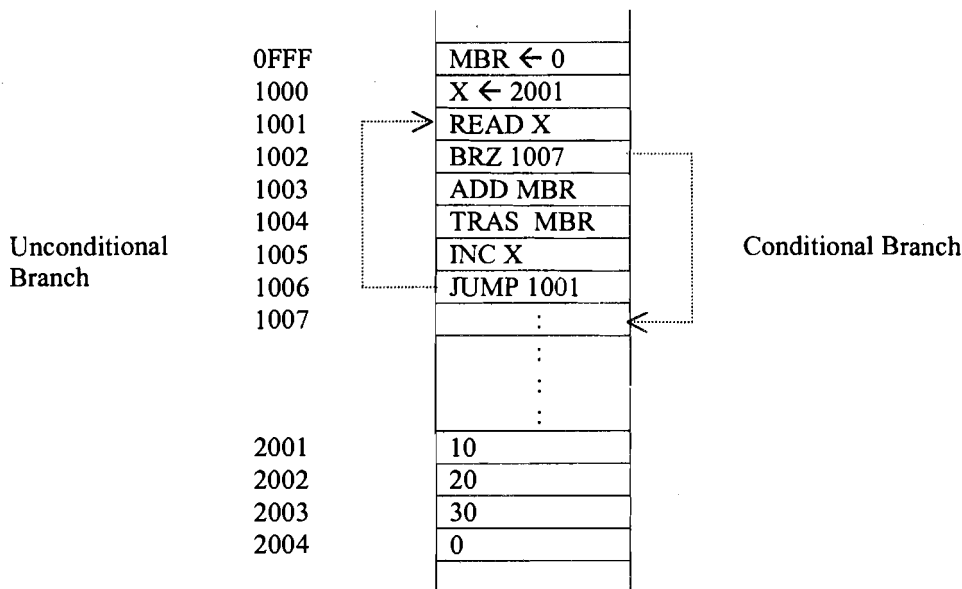 0FFF MBR ← 0
1000 X ← 2001
1001 READ X
1002 BRZ 1007
1003 ADD MBR
1004 TRAS MBR
Unconditional Branch
1005 INC X
Conditional Branch
1006 JUMP 1001
1007 :
:
:
:
2001 10
2002 20
2003 30
2004 0